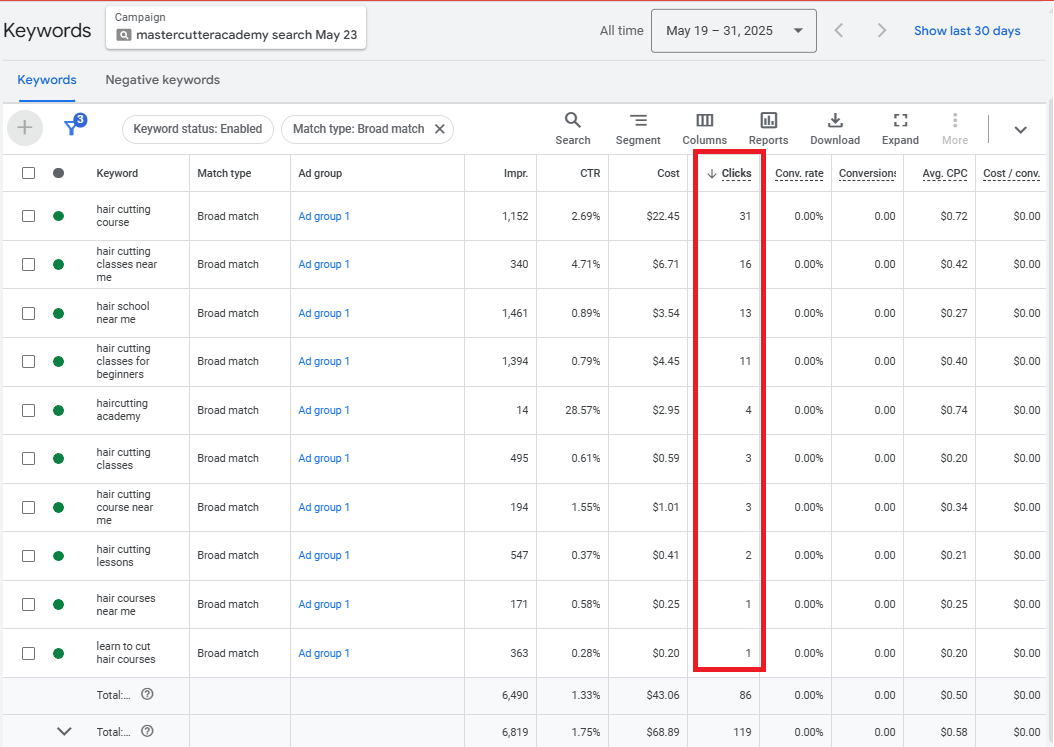 Keywords
Campaign
mastercutteracademy search May 23
All time
May 19 – 31, 2025
Show last 30 days
Keywords
Negative keywords
3
Keyword status: Enabled
Match type: Broad match
Search
Segment
Columns
Reports
Download
Expand
More
Keyword Match type Ad group Impr. CTR Cost Clicks Conv. rate Conversions Avg. CPC Cost / conv.
hair cutting
course
Broad match Ad group 1 1,152 2.69% $22.45 31 0.00% 0.00 $0.72 $0.00
hair cutting
classes near
me
Broad match Ad group 1 340 4.71% $6.71 16 0.00% 0.00 $0.42 $0.00
hair school
near me
Broad match Ad group 1 1,461 0.89% $3.54 13 0.00% 0.00 $0.27 $0.00
hair cutting
classes for
beginners
Broad match Ad group 1 1,394 0.79% $4.45 11 0.00% 0.00 $0.40 $0.00
haircutting
academy
Broad match Ad group 1 14 28.57% $2.95 4 0.00% 0.00 $0.74 $0.00
hair cutting
classes
Broad match Ad group 1 495 0.61% $0.59 3 0.00% 0.00 $0.20 $0.00
hair cutting
course near
me
Broad match Ad group 1 194 1.55% $1.01 3 0.00% 0.00 $0.34 $0.00
hair cutting
lessons
Broad match Ad group 1 547 0.37% $0.41 2 0.00% 0.00 $0.21 $0.00
hair courses
near me
Broad match Ad group 1 171 0.58% $0.25 1 0.00% 0.00 $0.25 $0.00
learn to cut
hair courses
Broad match Ad group 1 363 0.28% $0.20 1 0.00% 0.00 $0.20 $0.00
Total:... 6,490 1.33% $43.06 86 0.00% 0.00 $0.50 $0.00
Total:... 6,819 1.75% $68.89 119 0.00% 0.00 $0.58 $0.00